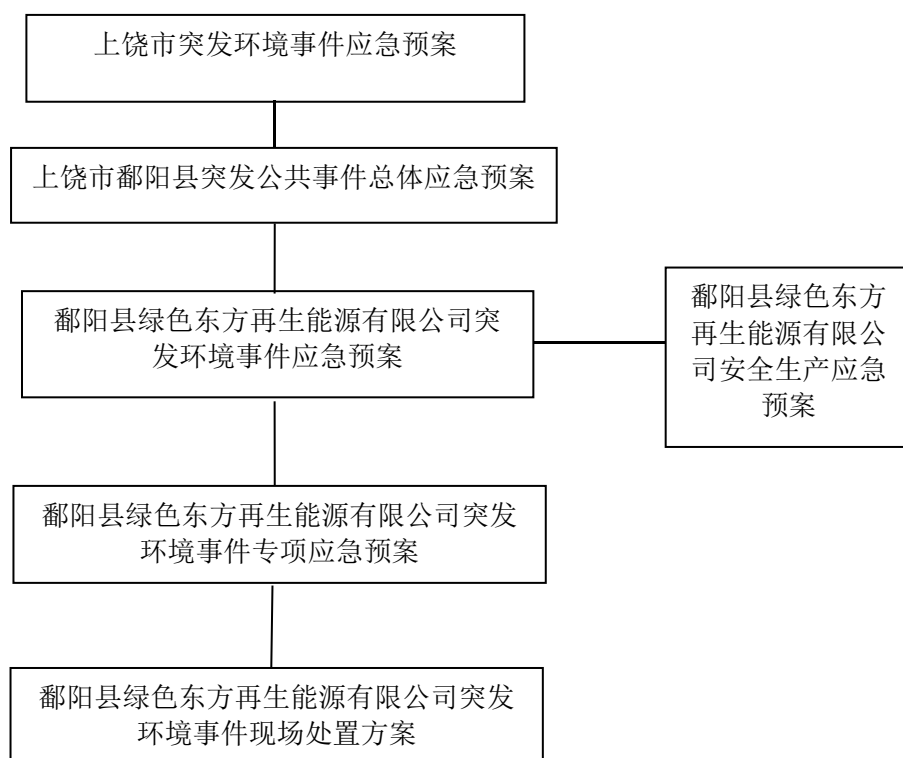 上饶市突发环境事件应急预案
上饶市鄱阳县突发公共事件总体应急预案
鄱阳县绿色东方再生能源有限公司突
发环境事件应急预案
鄱阳县绿色东方
再生能源有限公
司安全生产应急
预案
鄱阳县绿色东方再生能源有限公司突发
环境事件专项应急预案
鄱阳县绿色东方再生能源有限公司突发
环境事件现场处置方案